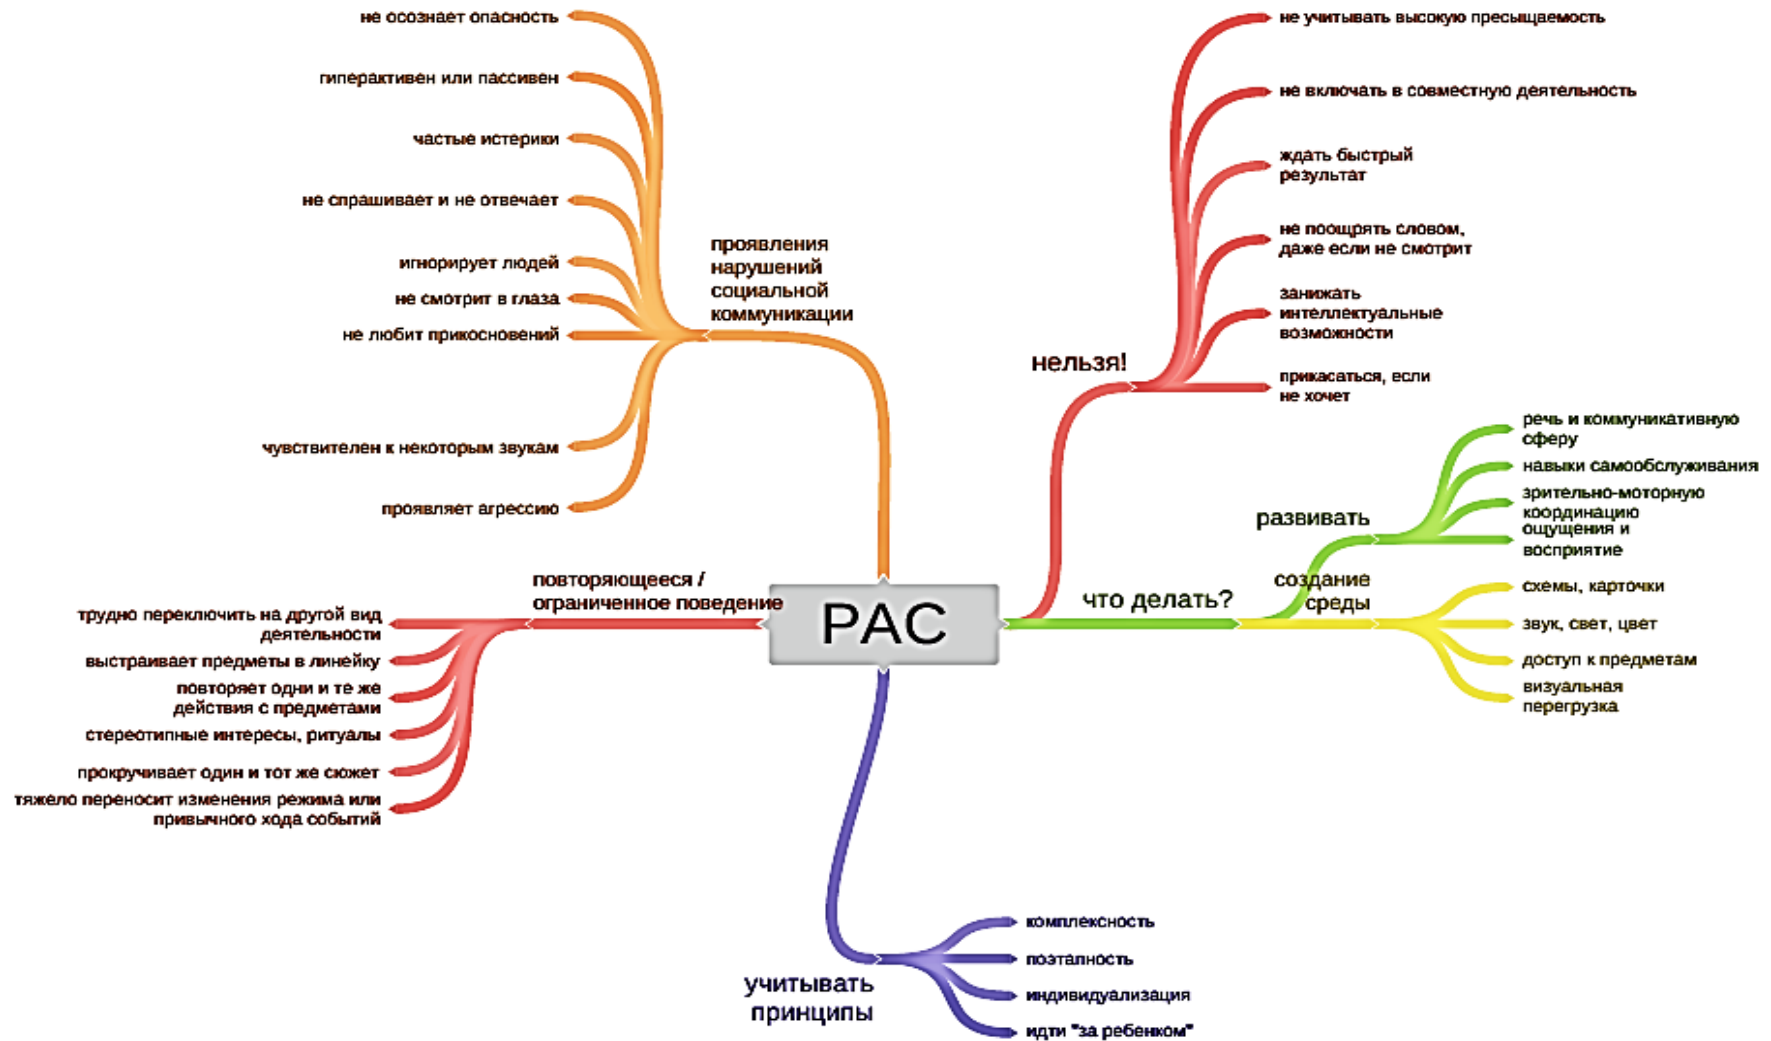 не осознает опасность
гиперактивен или пассивен
частые истерики
не спрашивает и не отвечает
игнорирует людей
не смотрит в глаза
не любит прикосновений
чувствителен к некоторым звукам
проявляет агрессию
проявления
нарушений
социальной
коммуникации
не учитывать высокую пресыщаемость
не включать в совместную деятельность
ждать быстрый
результат
не поощрять словом,
даже если не смотрит
занижать
интеллектуальные
возможности
прикасаться, если
не хочет
нельзя!
речь и коммуникативную
сферу
навыки самообслуживания
зрительно-моторную
координацию
ощущения и
восприятие
развивать
создание
среды
схемы, карточки
звук, свет, цвет
доступ к предметам
визуальная
перегрузка
что делать?
РАС
повторяющееся /
ограниченное поведение
трудно переключить на другой вид
деятельности
выстраивает предметы в линейку
повторяет одни и те же
действия с предметами
стереотипные интересы, ритуалы
прокручивает один и тот же сюжет
тяжело переносит изменения режима или
привычного хода событий
учитывать
принципы
комплексность
поэтапность
индивидуализация
идти "за ребенком"